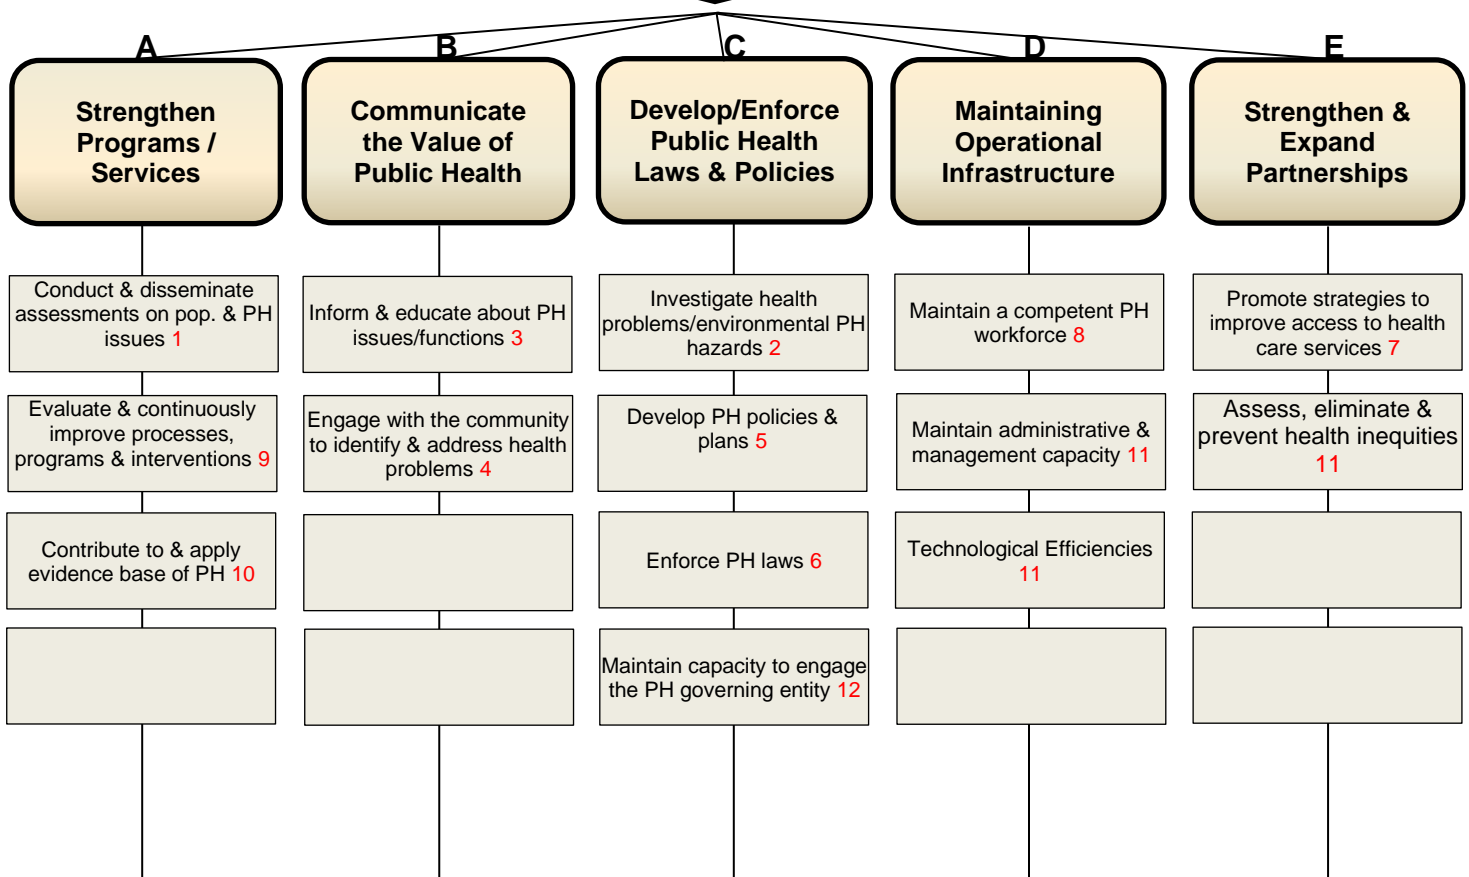 A
B
C
D
E
Strengthen
Programs /
Services
Communicate
the Value of
Public Health
Develop/Enforce
Public Health
Laws & Policies
Maintaining
Operational
Infrastructure
Strengthen &
Expand
Partnerships
Conduct & disseminate
assessments on pop. & PH
issues 1
Evaluate & continuously
improve processes,
programs & interventions 9
Contribute to & apply
evidence base of PH 10
Inform & educate about PH
issues/functions 3
Engage with the community
to identify & address health
problems 4
Investigate health
problems/environmental PH
hazards 2
Develop PH policies &
plans 5
Enforce PH laws 6
Maintain capacity to engage
the PH governing entity 12
Maintain a competent PH
workforce 8
Maintain administrative &
management capacity 11
Technological Efficiencies
11
Promote strategies to
improve access to health
care services 7
Assess, eliminate &
prevent health inequities
11